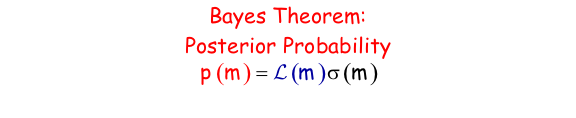 Bayes Theorem:
Posterior Probability
p(m) = ℒ(m)σ(m)